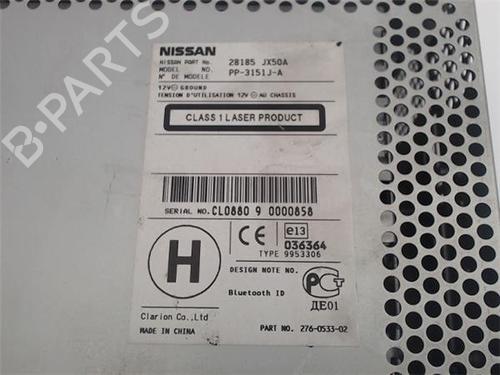 NISSAN
NISSAN PART No. 28185 JX50A
MODEL NO. PP-3151J-A
N° DE MODELE
12V⊖GROUND
TENSION D'UTILISATION 12V ⊖ AU CHASSIS
CLASS 1 LASER PRODUCT
SERIAL NO. CL0880 9 0000858
H
CE
e13
036364
TYPE 9953306
DESIGN NOTE NO.
Bluetooth ID
PCT
ДЕ01
Clarion Co.,Ltd
MADE IN CHINA
PART NO. 276-0533-02
B-Parts